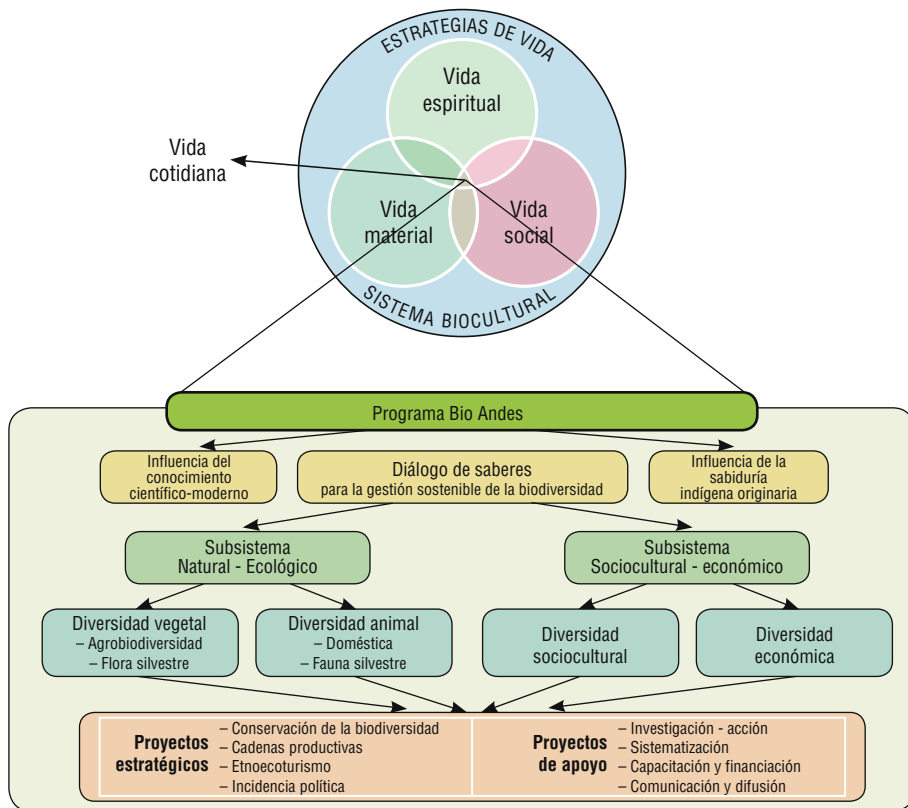 ESTRATEGIAS DE VIDA
Vida
espiritual
Vida
cotidiana
Vida
material
Vida
social
SISTEMA BIOCULTURAL
Programa Bio Andes
Influencia del
conocimiento
científico-moderno
Diálogo de saberes
para la gestión sostenible de la biodiversidad
Influencia de la
sabiduría
indígena originaria
Subsistema
Natural - Ecológico
Subsistema
Sociocultural - económico
Diversidad vegetal
– Agrobiodiversidad
– Flora silvestre
Diversidad animal
– Doméstica
– Fauna silvestre
Diversidad
sociocultural
Diversidad
económica
Proyectos
estratégicos
– Conservación de la biodiversidad
– Cadenas productivas
– Etnoecoturismo
– Incidencia política
Proyectos
de apoyo
– Investigación - acción
– Sistematización
– Capacitación y financiación
– Comunicación y difusión